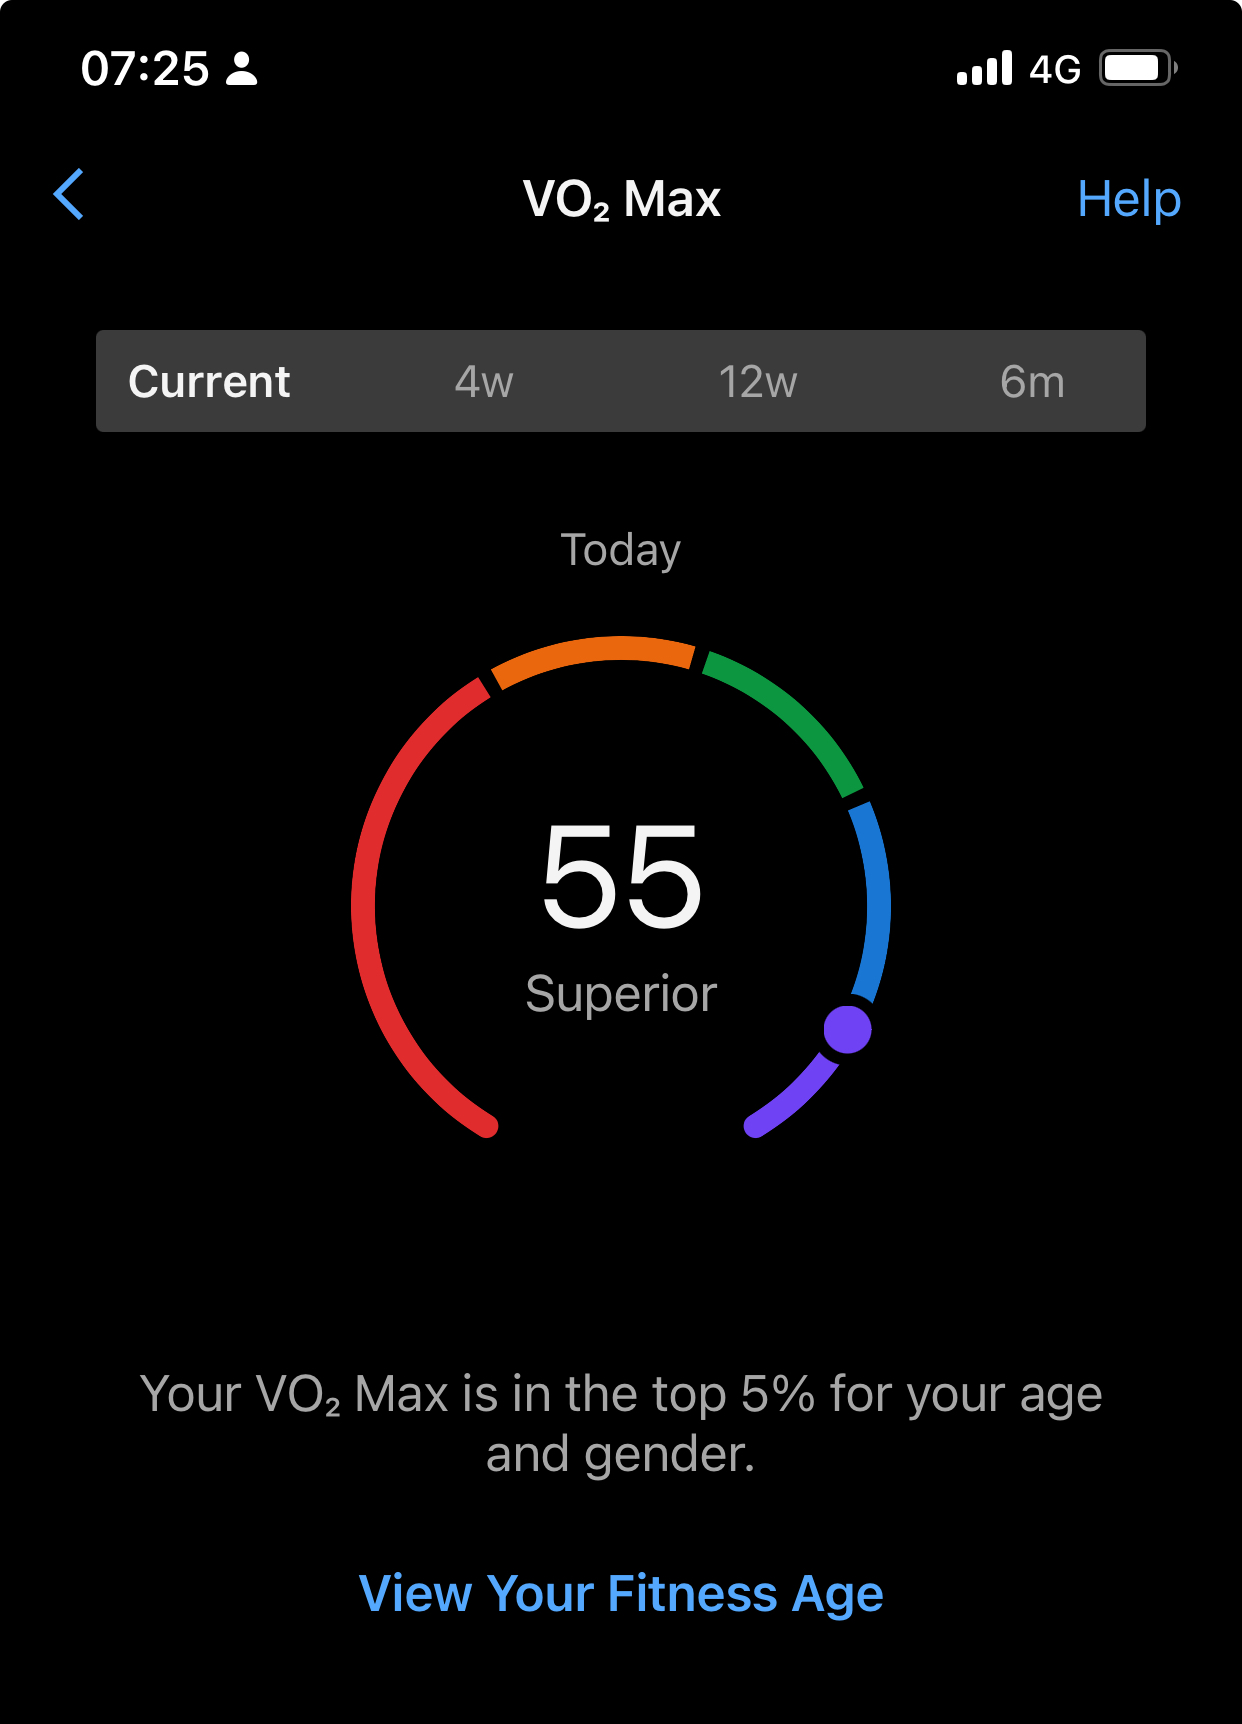 07:25 4G
VO₂ Max Help
Current 4w 12w 6m
Today
55
Superior
Your VO₂ Max is in the top 5% for your age
and gender.
View Your Fitness Age